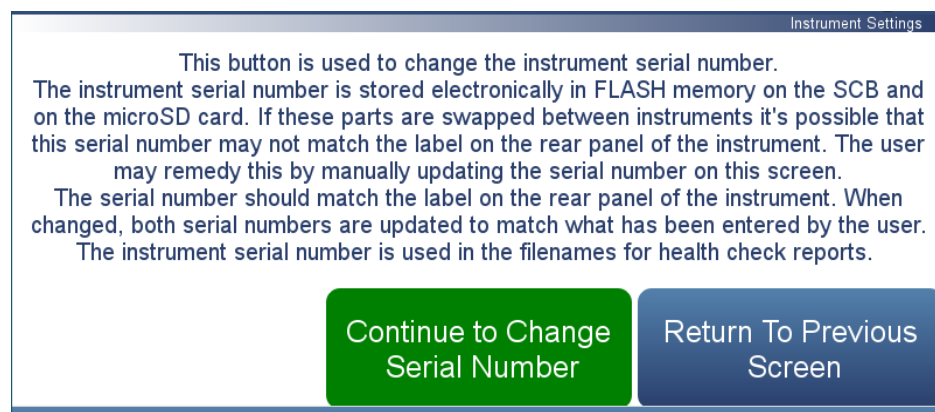 Instrument Settings
This button is used to change the instrument serial number.
The instrument serial number is stored electronically in FLASH memory on the SCB and
on the microSD card. If these parts are swapped between instruments it's possible that
this serial number may not match the label on the rear panel of the instrument. The user
may remedy this by manually updating the serial number on this screen.
The serial number should match the label on the rear panel of the instrument. When
changed, both serial numbers are updated to match what has been entered by the user.
The instrument serial number is used in the filenames for health check reports.
Continue to Change
Serial Number
Return To Previous
Screen